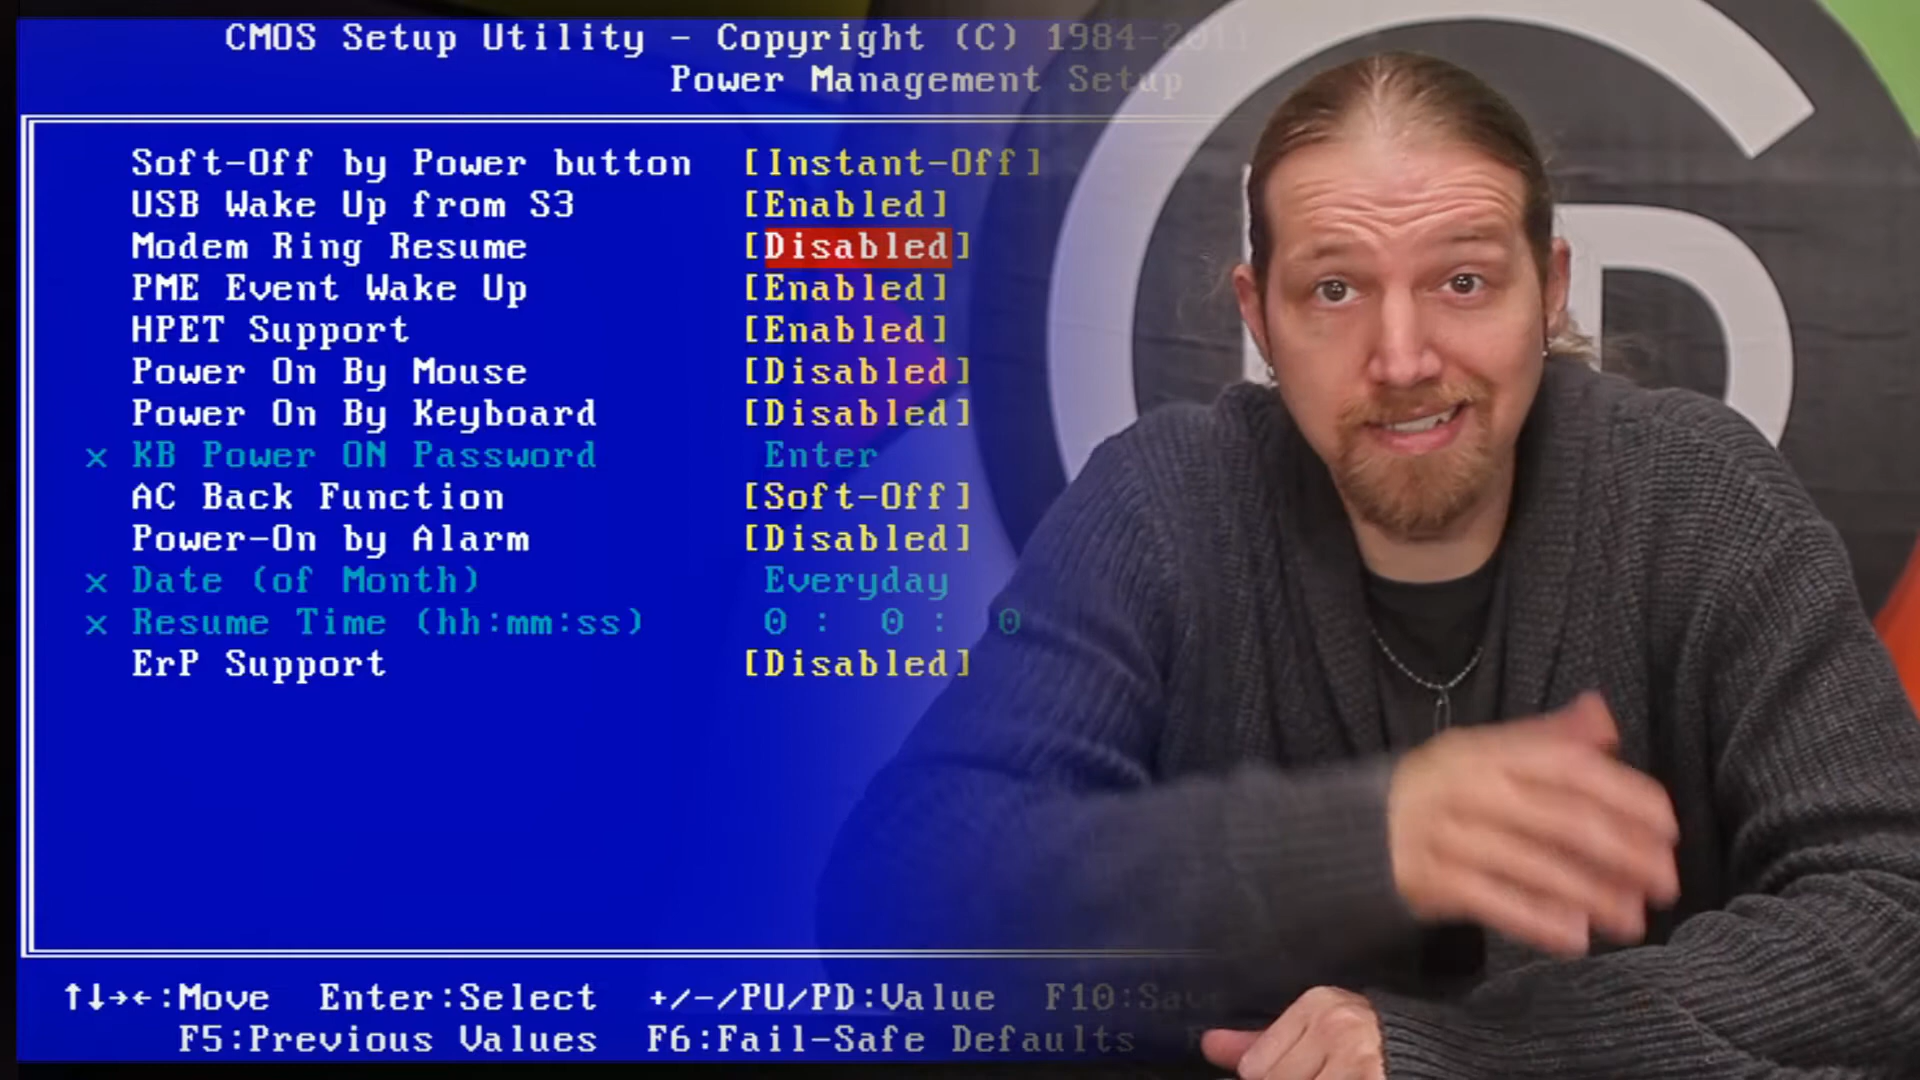 CMOS Setup Utility - Copyright (C) 1984-2011
Power Management Setup
Soft-Off by Power button [Instant-Off]
USB Wake Up from S3 [Enabled]
Modem Ring Resume [Disabled]
PME Event Wake Up [Enabled]
HPET Support [Enabled]
Power On By Mouse [Disabled]
Power On By Keyboard [Disabled]
x KB Power ON Password Enter
AC Back Function [Soft-Off]
Power-On by Alarm [Disabled]
x Date (of Month) Everyday
x Resume Time (hh:mm:ss) 0 : 0 : 0
ErP Support [Disabled]
↑↓→←:Move Enter:Select +/-/PU/PD:Value F10:Save
F5:Previous Values F6:Fail-Safe Defaults